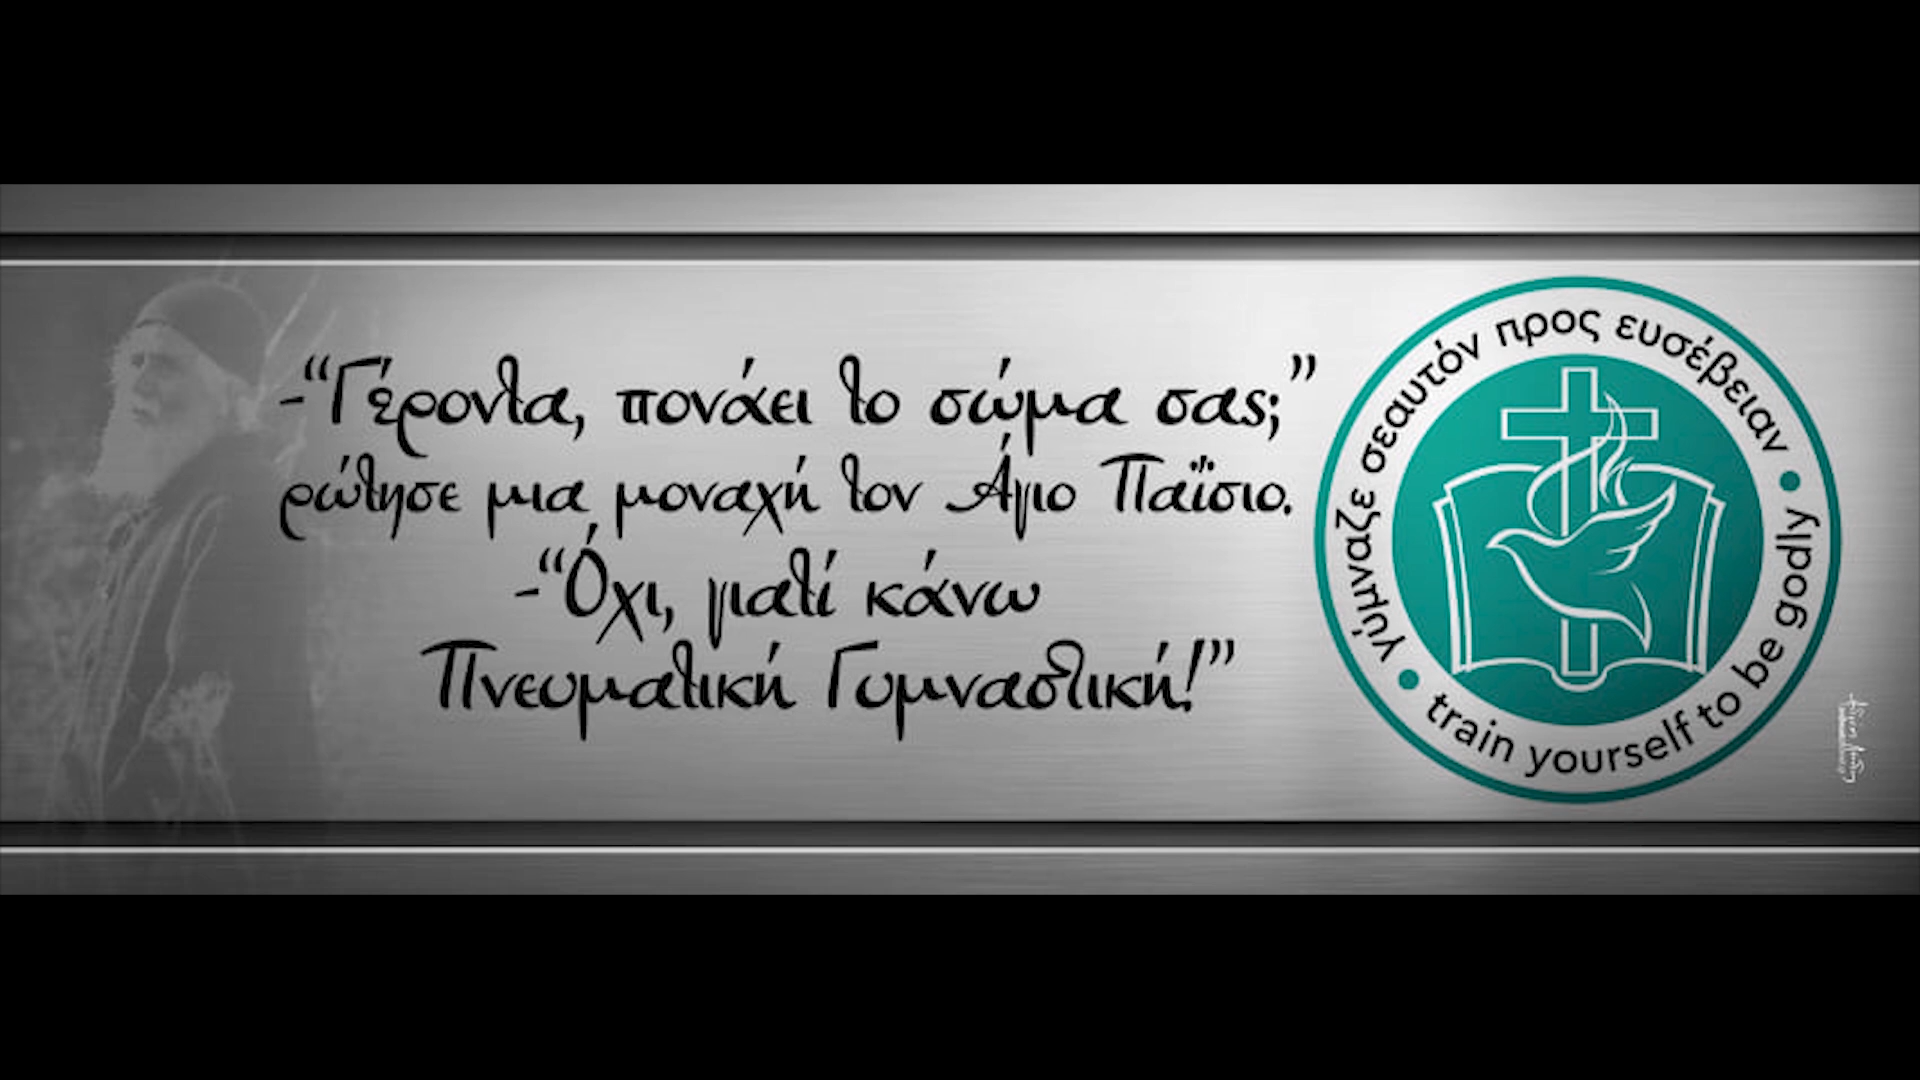 -“Γέροντα, πονάει το σώμα σας;”
ρώτησε μια μοναχή τον Άγιο Παΐσιο.
-“Όχι, γιατί κάνω
Πνευματική Γυμναστική!”
γύμναζε σεαυτόν προς ευσέβειαν
train yourself to be godly